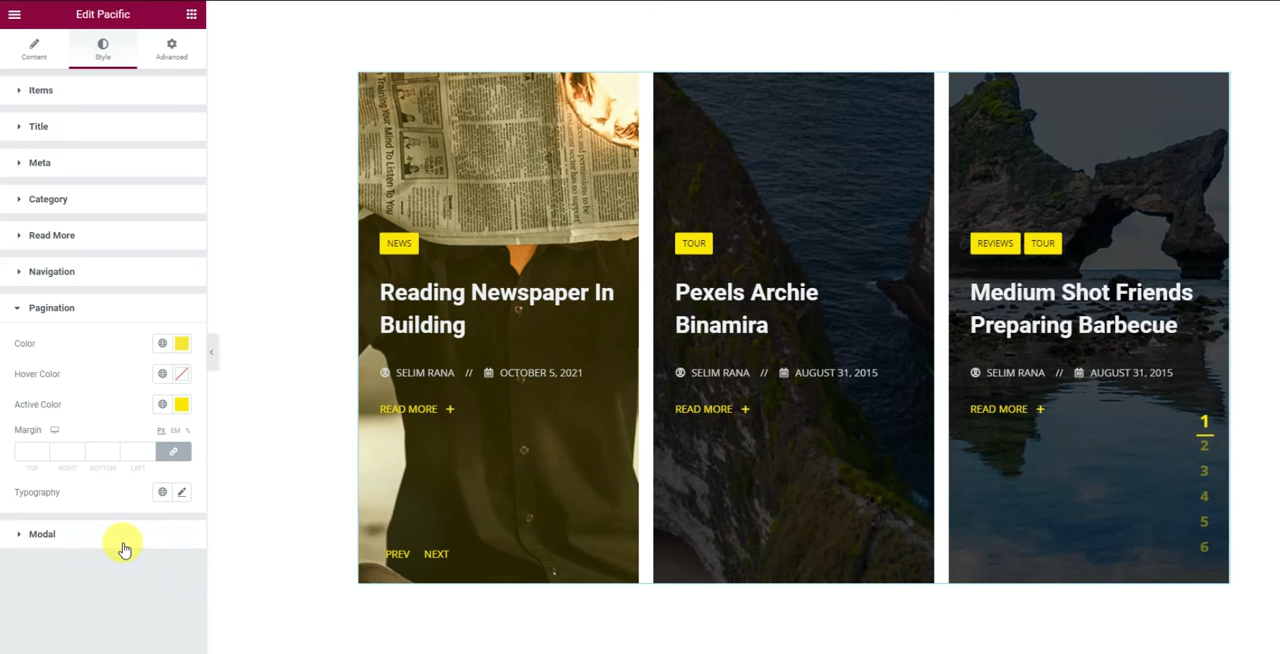 Edit Pacific
Content
Style
Advanced
Items
Title
Meta
Category
Read More
Navigation
Pagination
Color
Hover Color
Active Color
Margin
PX EM %
TOP RIGHT BOTTOM LEFT
Typography
Modal
NEWS
Reading Newspaper In
Building
SELIM RANA // OCTOBER 5, 2021
READ MORE +
PREV NEXT
TOUR
Pexels Archie
Binamira
SELIM RANA // AUGUST 31, 2015
READ MORE +
REVIEWS TOUR
Medium Shot Friends
Preparing Barbecue
SELIM RANA // AUGUST 31, 2015
READ MORE +
1
2
3
4
5
6